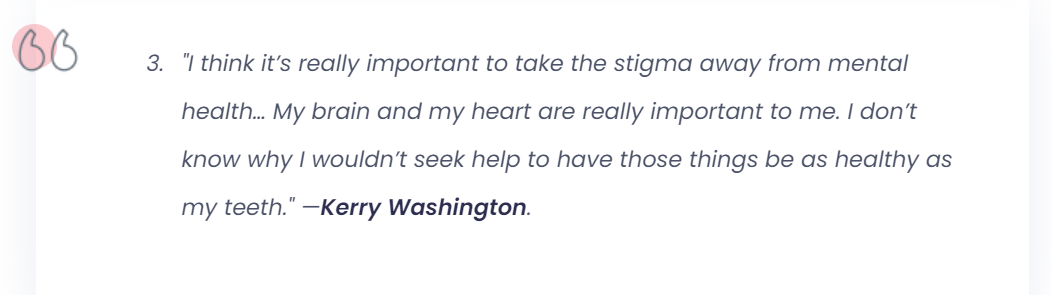 3. "I think it’s really important to take the stigma away from mental
health… My brain and my heart are really important to me. I don’t
know why I wouldn’t seek help to have those things be as healthy as
my teeth." —Kerry Washington.